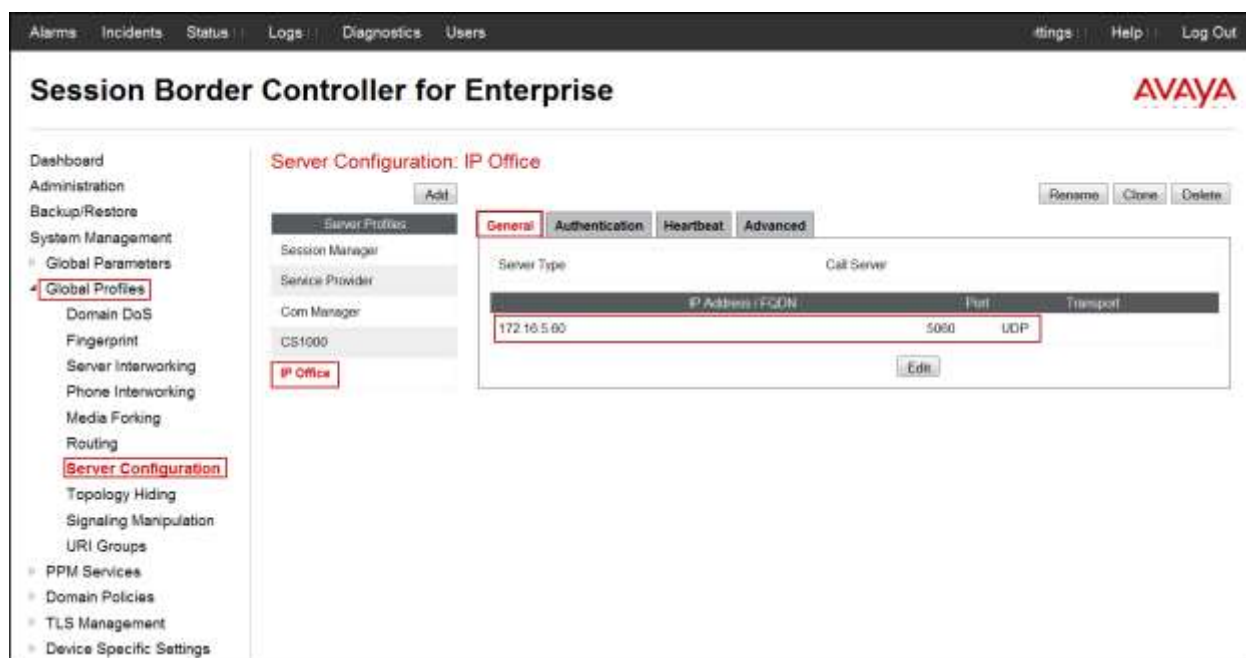 Alarms Incidents Status Logs Diagnostics Users ttings Help Log Out
Session Border Controller for Enterprise
AVAYA
Dashboard
Administration
Backup/Restore
System Management
Global Parameters
Global Profiles
Domain DoS
Fingerprint
Server Interworking
Phone Interworking
Media Forking
Routing
Server Configuration
Topology Hiding
Signaling Manipulation
URI Groups
PPM Services
Domain Policies
TLS Management
Device Specific Settings
Server Configuration: IP Office
Add
Rename Clone Delete
Server Profiles
Session Manager
Service Provider
Com Manager
CS1000
IP Office
General Authentication Heartbeat Advanced
Server Type Call Server
IP Address / FQDN Port Transport
172.16.5.60 5060 UDP
Edit